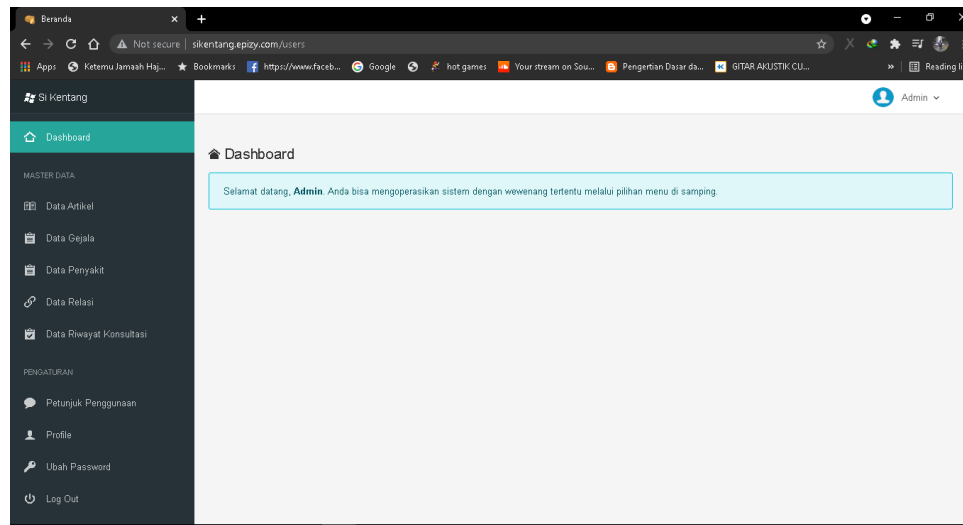 Beranda
Not secure | sikentang.epizy.com/users
Apps Ketemu Jamaah Haj... Bookmarks https://www.faceb... Google hot games Your stream on Sou... Pengertian Dasar da... GITAR AKUSTIK CU... » Reading li
Si Kentang
Admin
Dashboard
Dashboard
Selamat datang, Admin. Anda bisa mengoperasikan sistem dengan wewenang tertentu melalui pilihan menu di samping.
MASTER DATA
Data Artikel
Data Gejala
Data Penyakit
Data Relasi
Data Riwayat Konsultasi
PENGATURAN
Petunjuk Penggunaan
Profile
Ubah Password
Log Out